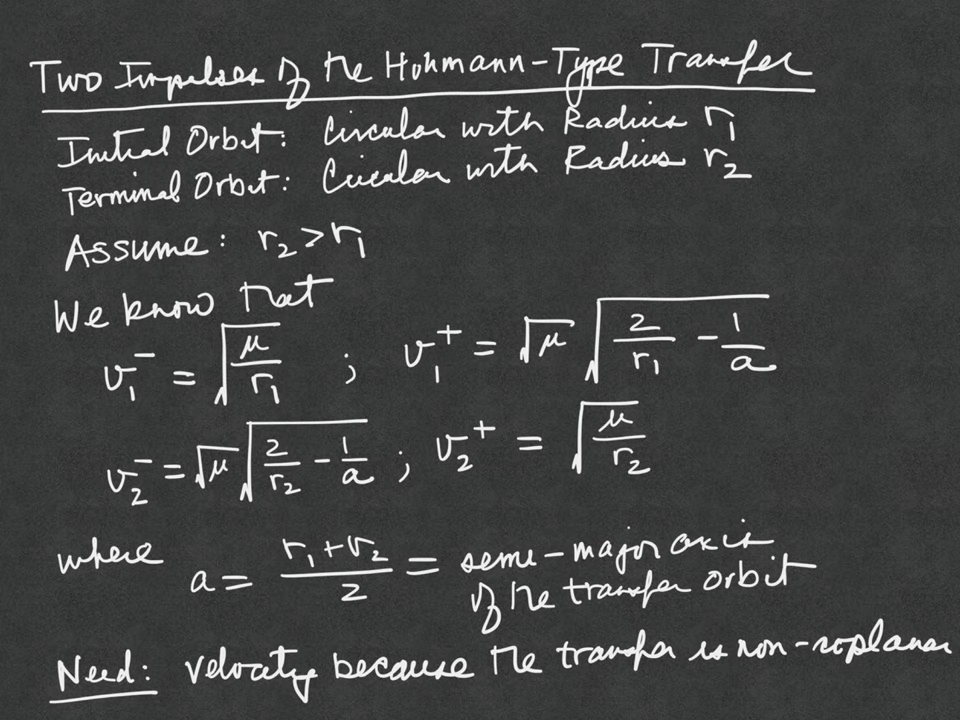 Two Impulses of the Hohmann-Type Transfer
Initial Orbit: Circular with Radius r₁
Terminal Orbit: Circular with Radius r₂
Assume: r₂ > r₁
We know that
v₁⁻ = √(μ/r₁) ; v₁⁺ = √μ √(2/r₁ - 1/a)
v₂⁻ = √μ √(2/r₂ - 1/a) ; v₂⁺ = √(μ/r₂)
where a = (r₁ + r₂)/2 = semi-major axis
of the transfer orbit
Need: velocity because the transfer is non-coplanar